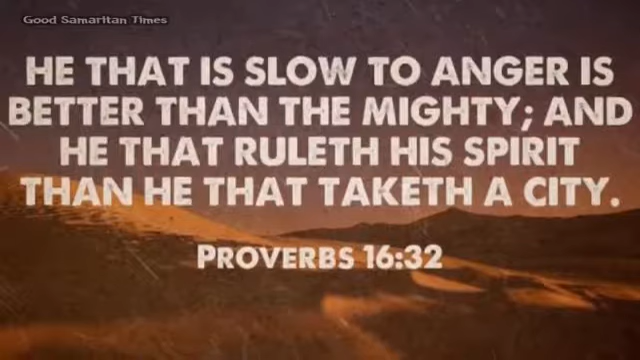 Good Samaritan Times
HE THAT IS SLOW TO ANGER IS
BETTER THAN THE MIGHTY; AND
HE THAT RULETH HIS SPIRIT
THAN HE THAT TAKETH A CITY.
PROVERBS 16:32